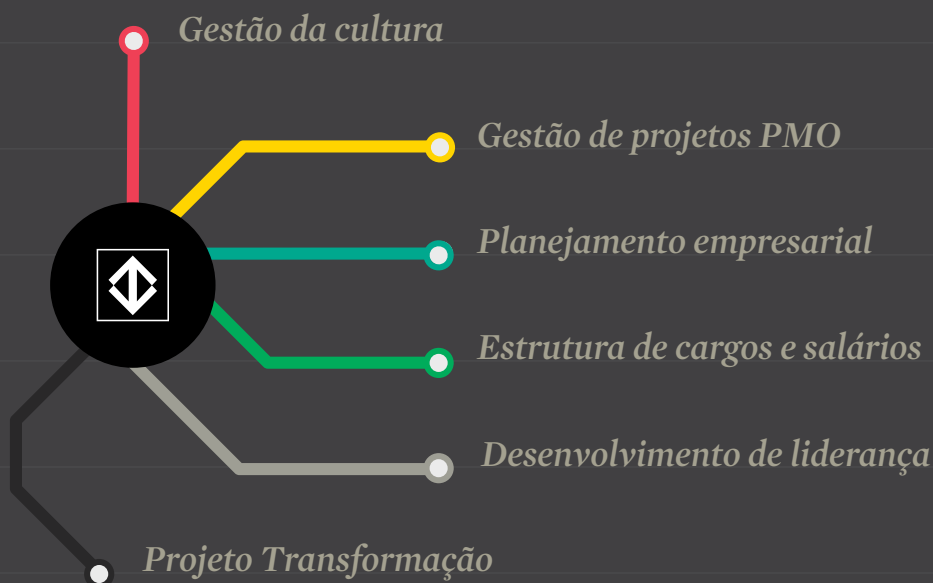 Gestão da cultura
Gestão de projetos PMO
Planejamento empresarial
Estrutura de cargos e salários
Desenvolvimento de liderança
Projeto Transformação